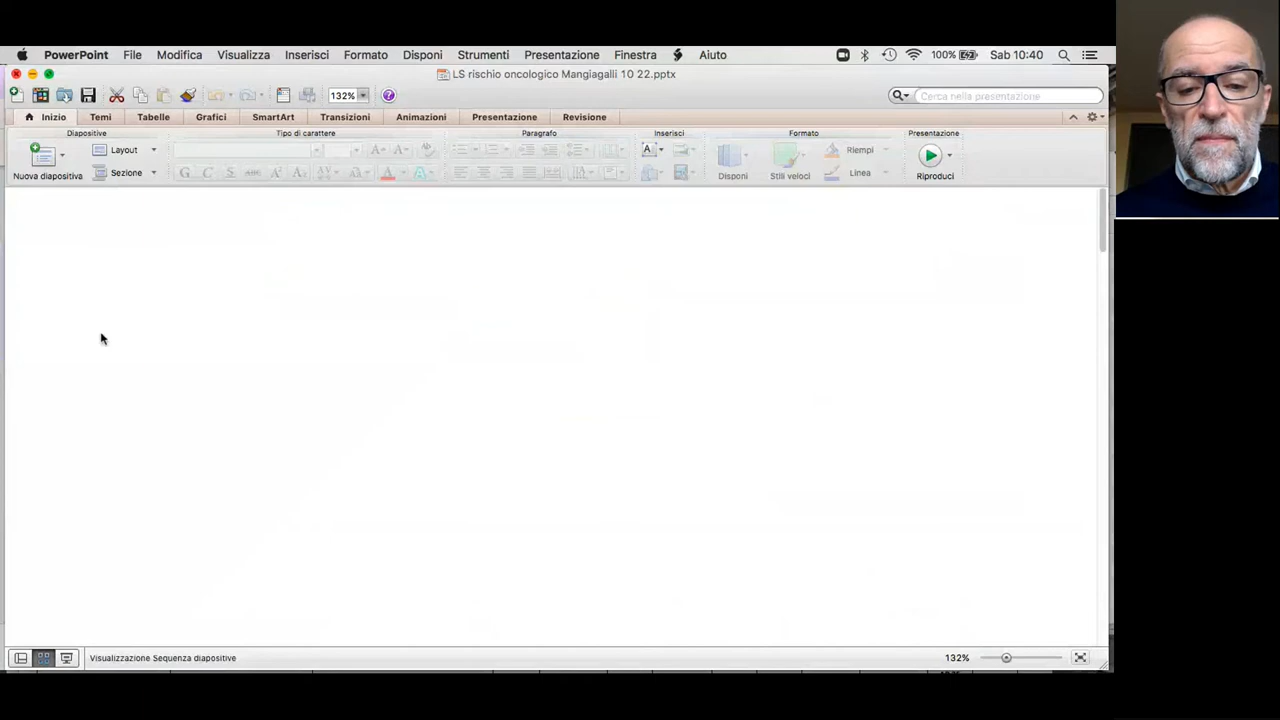 PowerPoint File Modifica Visualizza Inserisci Formato Disponi Strumenti Presentazione Finestra Aiuto 100% Sab 10:40
LS rischio oncologico Mangiagalli 10 22.pptx
132% Cerca nella presentazione
Inizio Temi Tabelle Grafici SmartArt Transizioni Animazioni Presentazione Revisione
Diapositive Tipo di carattere Paragrafo Inserisci Formato Presentazione
Layout Riempi
Nuova diapositiva Sezione G C S ABC Disponi Stili veloci Linea Riproduci
Visualizzazione Sequenza diapositive 132%